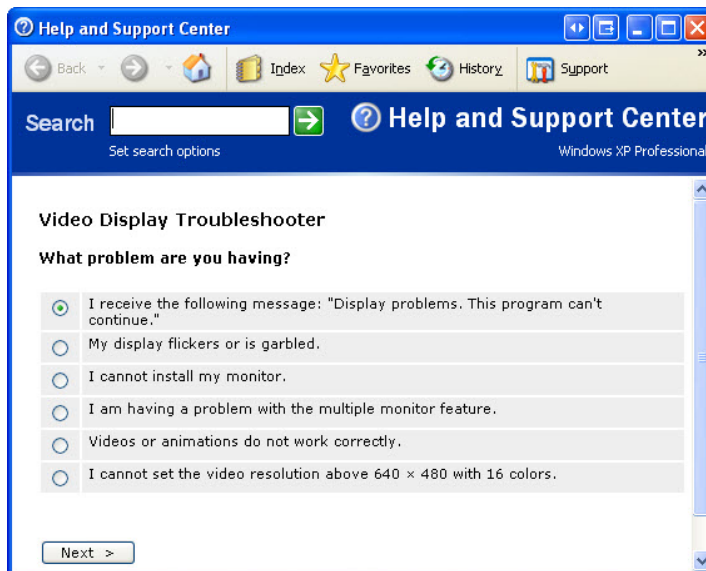 Help and Support Center
Back Index Favorites History Support »
Search Help and Support Center
Set search options Windows XP Professional
Video Display Troubleshooter
What problem are you having?
I receive the following message: "Display problems. This program can't
continue."
My display flickers or is garbled.
I cannot install my monitor.
I am having a problem with the multiple monitor feature.
Videos or animations do not work correctly.
I cannot set the video resolution above 640 × 480 with 16 colors.
Next >